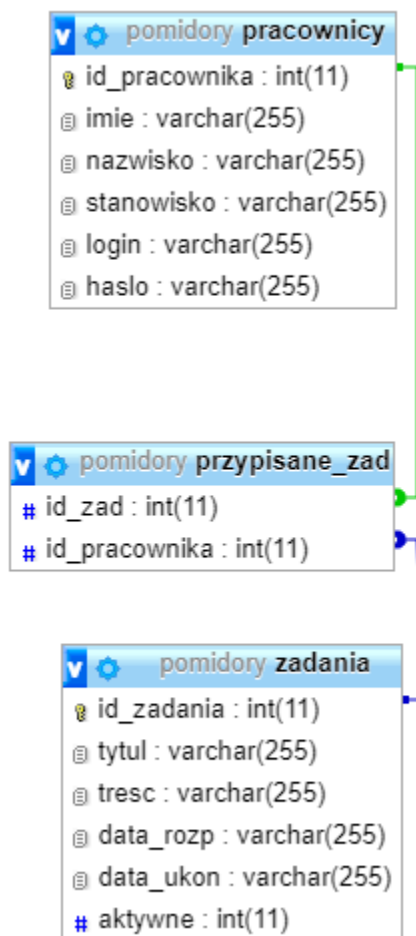 v pomidory pracownicy
id_pracownika : int(11)
imie : varchar(255)
nazwisko : varchar(255)
stanowisko : varchar(255)
login : varchar(255)
haslo : varchar(255)
v pomidory przypisane_zad
# id_zad : int(11)
# id_pracownika : int(11)
v pomidory zadania
id_zadania : int(11)
tytul : varchar(255)
tresc : varchar(255)
data_rozp : varchar(255)
data_ukon : varchar(255)
# aktywne : int(11)